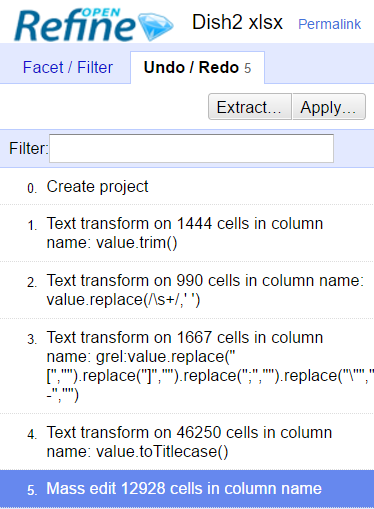 OPEN
Refine
Dish2 xlsx Permalink
Facet / Filter Undo / Redo 5
Extract... Apply...
Filter:
0. Create project
1. Text transform on 1444 cells in column
name: value.trim()
2. Text transform on 990 cells in column name:
value.replace(/\s+/,' ')
3. Text transform on 1667 cells in column
name: grel:value.replace("
[","").replace("]","").replace(";","").replace("\"","
-","")
4. Text transform on 46250 cells in column
name: value.toTitlecase()
5. Mass edit 12928 cells in column name